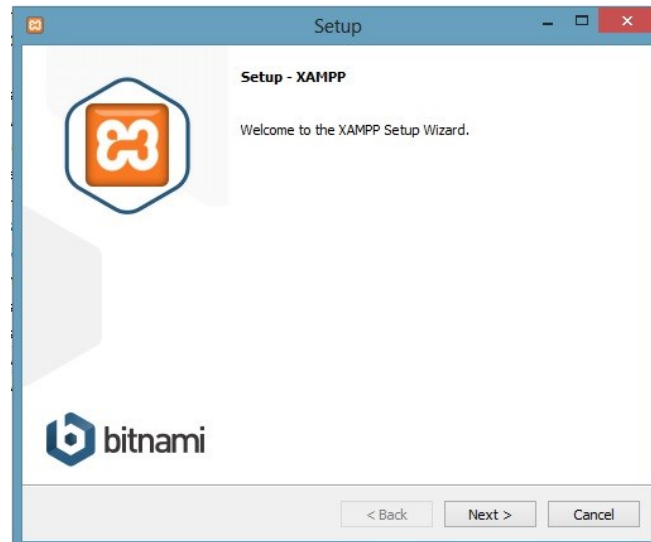 Setup
Setup - XAMPP
Welcome to the XAMPP Setup Wizard.
bitnami
< Back
Next >
Cancel